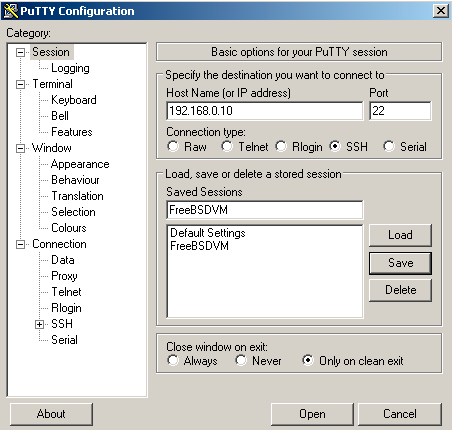 PuTTY Configuration
Category:
Session
Logging
Terminal
Keyboard
Bell
Features
Window
Appearance
Behaviour
Translation
Selection
Colours
Connection
Data
Proxy
Telnet
Rlogin
SSH
Serial
Basic options for your PuTTY session
Specify the destination you want to connect to
Host Name (or IP address) Port
192.168.0.10 22
Connection type:
Raw Telnet Rlogin SSH Serial
Load, save or delete a stored session
Saved Sessions
FreeBSDVM
Default Settings
FreeBSDVM
Load
Save
Delete
Close window on exit:
Always Never Only on clean exit
About Open Cancel